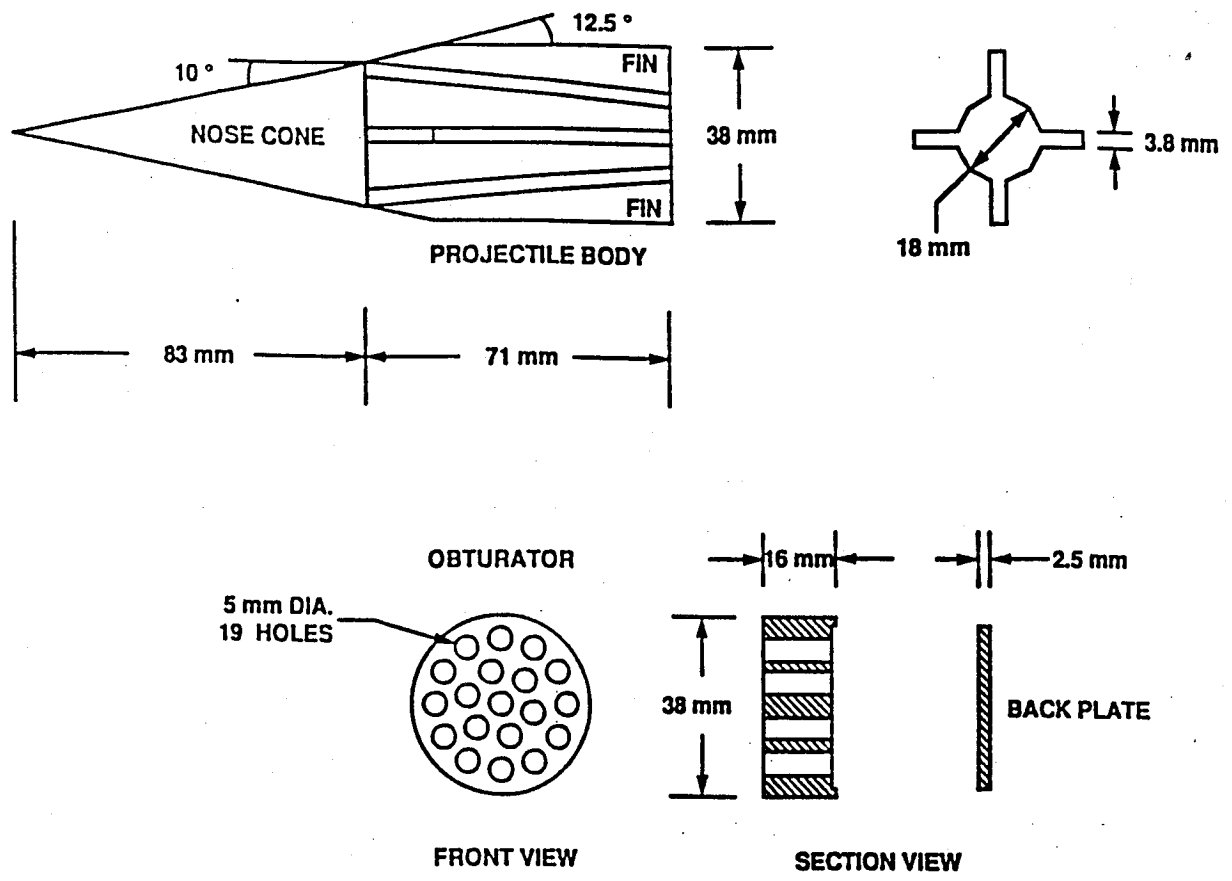 12.5 °
10 °
FIN
NOSE CONE
38 mm
3.8 mm
FIN
18 mm
PROJECTILE BODY
83 mm
71 mm
OBTURATOR
16 mm
2.5 mm
5 mm DIA.
19 HOLES
38 mm
BACK PLATE
FRONT VIEW
SECTION VIEW